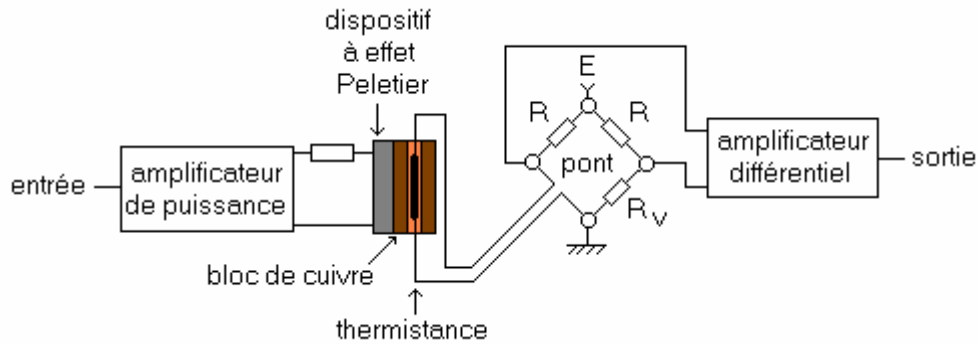 dispositif
à effet
Peletier
E
R
R
pont
R v
amplificateur
différentiel
sortie
entrée
amplificateur
de puissance
bloc de cuivre
thermistance